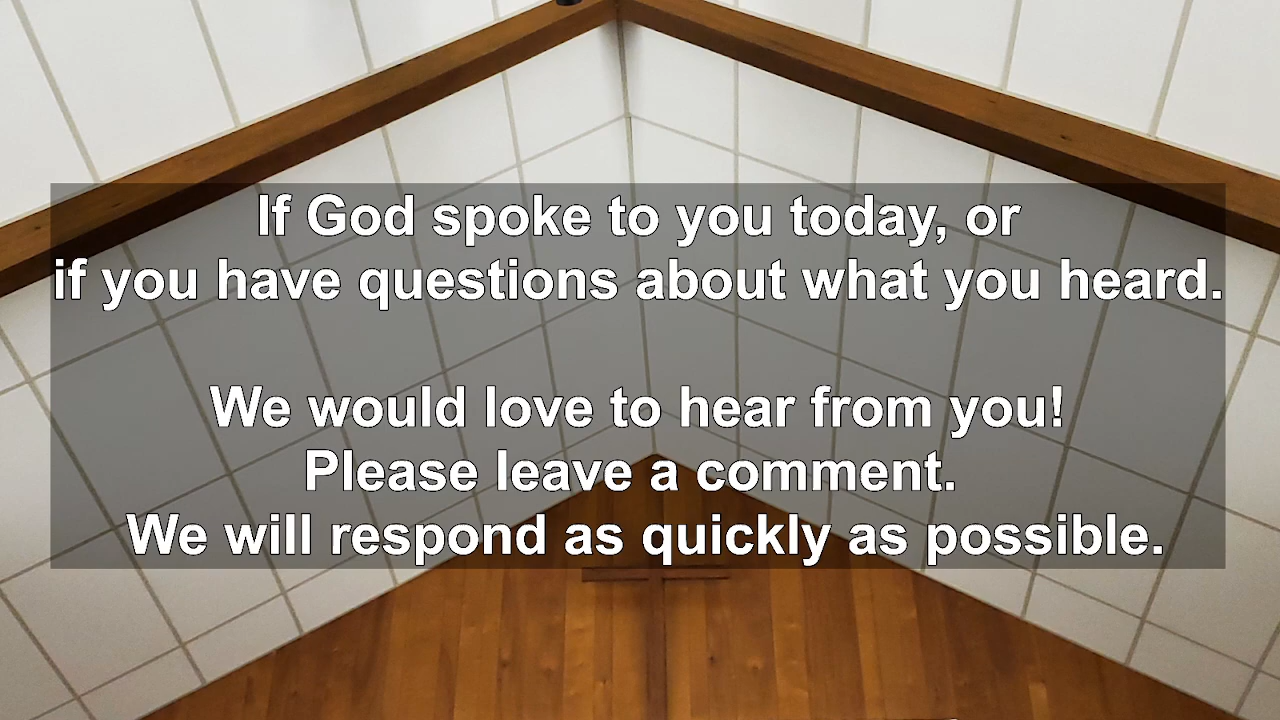 If God spoke to you today, or
if you have questions about what you heard.
We would love to hear from you!
Please leave a comment.
We will respond as quickly as possible.